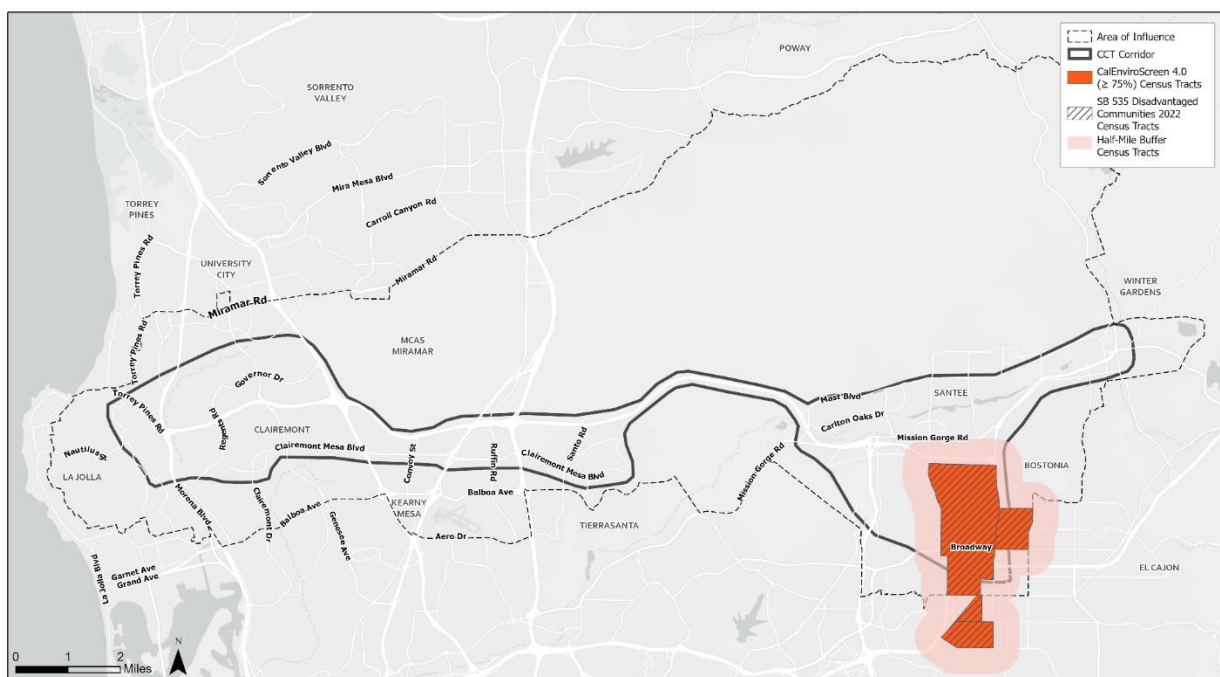 Area of Influence
CCT Corridor
CalEnviroScreen 4.0
(≥ 75%) Census Tracts
SB 535 Disadvantaged
Communities 2022
Census Tracts
Half-Mile Buffer
Census Tracts
POWAY
SORRENTO
VALLEY
Sorrento Valley Blvd
Mira Mesa Blvd
Carroll Canyon Rd
TORREY
PINES
Torrey Pines Rd
UNIVERSITY
CITY
Miramar Rd
Miramar Rd
WINTER
GARDENS
Torrey Pines Rd
MCAS
MIRAMAR
Governor Dr
Torrey Pines Rd
Regents Rd
CLAIREMONT
Clairemont Mesa Blvd
Convoy St
Ruffin Rd
Santo Rd
Clairemont Mesa Blvd
Mast Blvd
SANTEE
Carlton Oaks Dr
Mission Gorge Rd
Mission Gorge Rd
BOSTONIA
Nautilus St
LA JOLLA
Morena Blvd
Clairemont Dr
Balboa Ave
Genesee Ave
KEARNY
MESA
Balboa Ave
Aero Dr
TIERRASANTA
Broadway
EL CAJON
La Jolla Blvd
Garnet Ave
Grand Ave
N
0 1 2
Miles